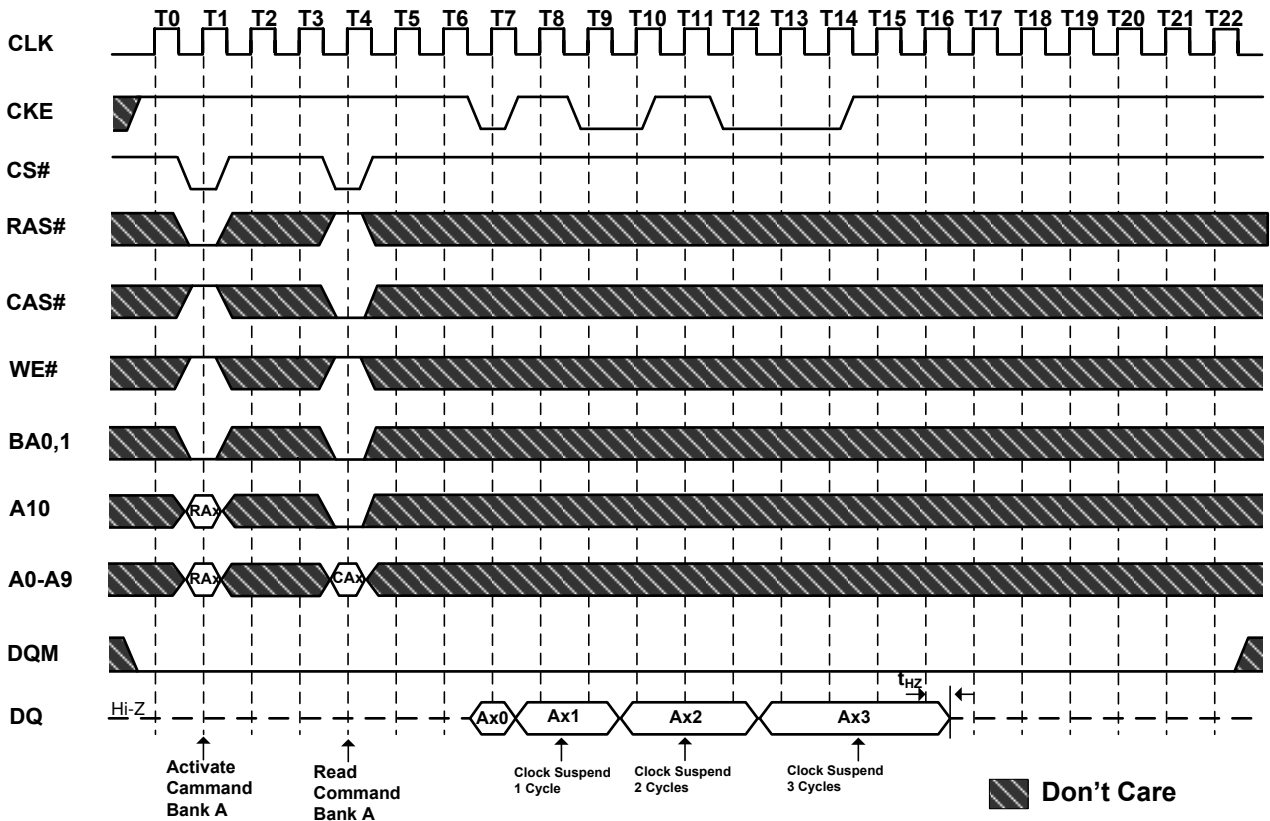 T0 T1 T2 T3 T4 T5 T6 T7 T8 T9 T10 T11 T12 T13 T14 T15 T16 T17 T18 T19 T20 T21 T22
CLK
CKE
CS#
RAS#
CAS#
WE#
BA0,1
A10
RAx
A0-A9
RAx
CAx
DQM
tHZ
DQ
Hi-Z
Ax0
Ax1
Ax2
Ax3
Activate
Cammand
Bank A
Read
Command
Bank A
Clock Suspend
1 Cycle
Clock Suspend
2 Cycles
Clock Suspend
3 Cycles
Don't Care